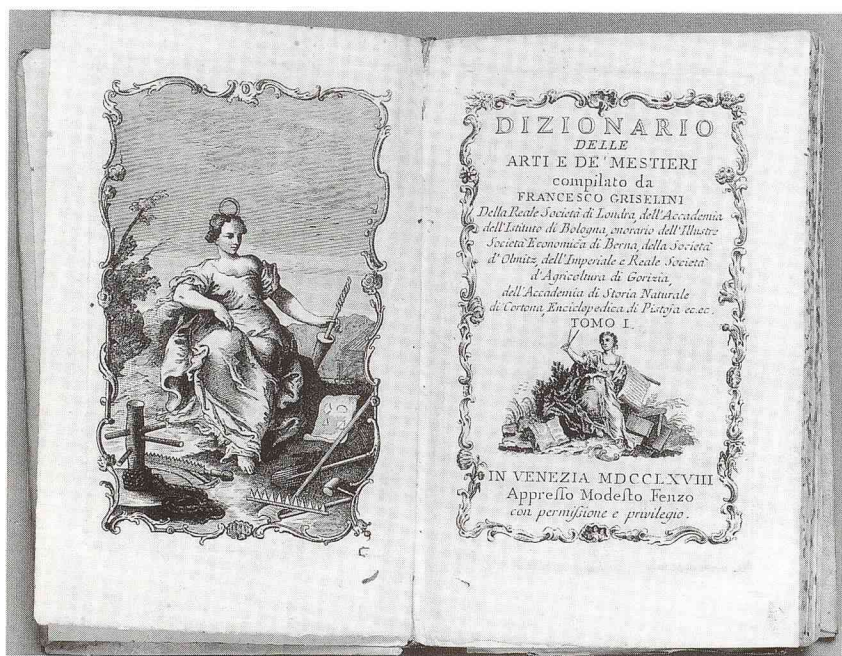 DIZIONARIO
DELLE
ARTI E DE' MESTIERI
compilato da
FRANCESCO GRISELINI
Della Reale Società di Londra, dell'Accademia
dell'Istituto di Bologna, onorario dell'Illustre
Società Economica di Berna, della Società
d'Olmitz, dell'Imperiale e Reale Società
d'Agricoltura di Gorizia,
dell'Accademia di Storia Naturale
di Cortona, Enciclopedica di Pistoja ec.ec.
TOMO I.
IN VENEZIA MDCCLXVIII
Appreſſo Modeſto Fenzo
con permiſſione e privilegio.